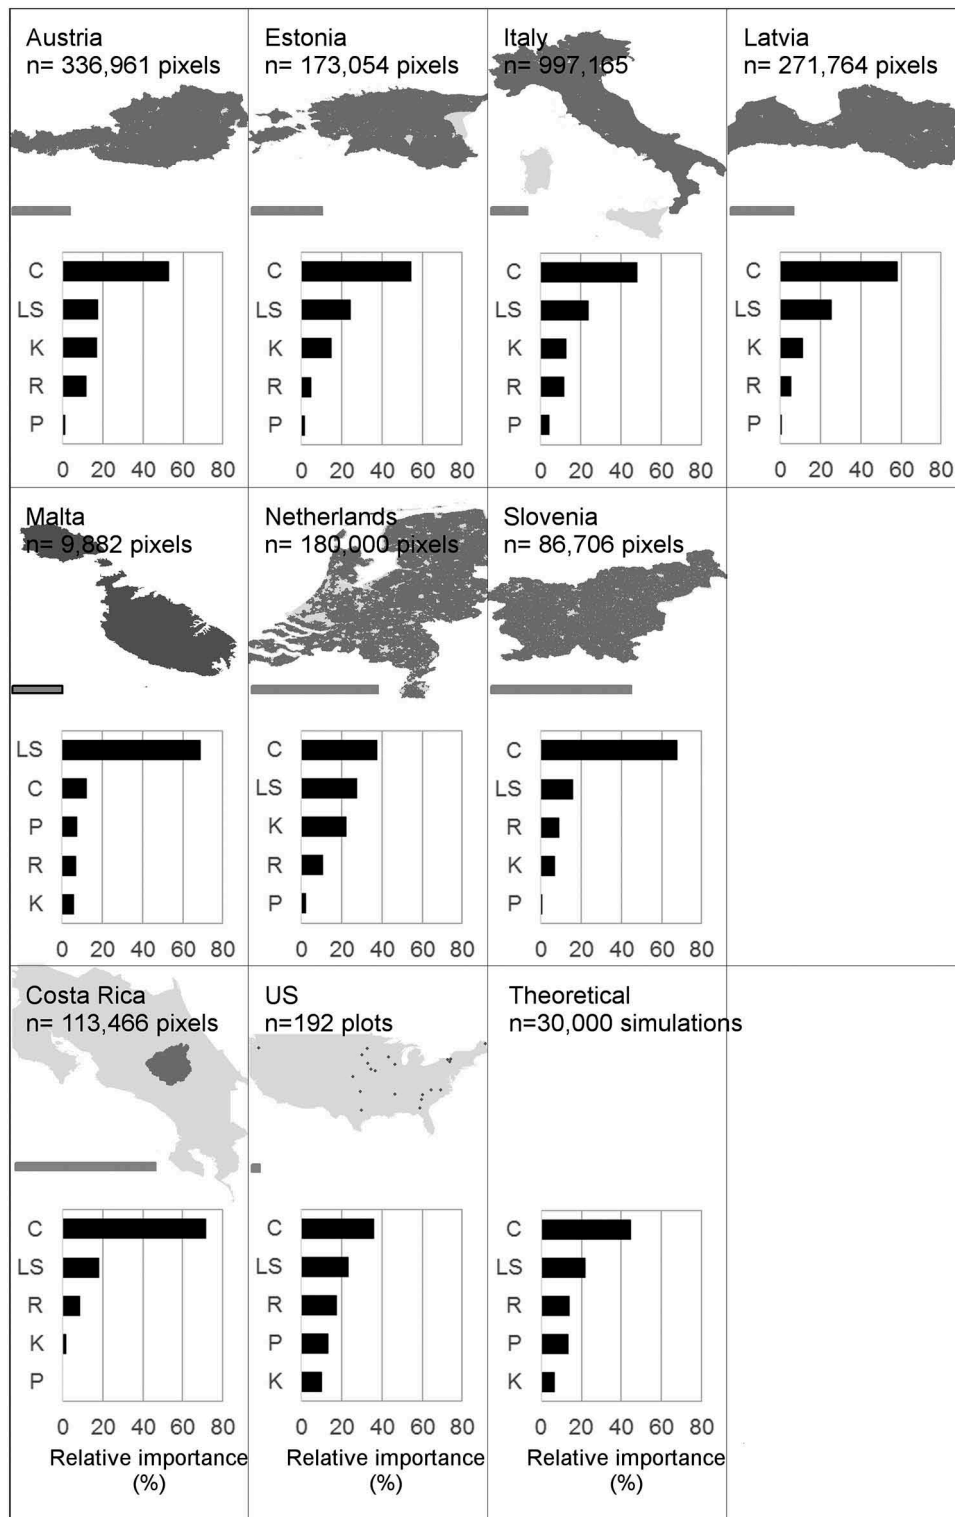 Austria
n= 336,961 pixels
C
LS
K
R
P
0 20 40 60 80
Estonia
n= 173,054 pixels
C
LS
K
R
P
0 20 40 60 80
Italy
n= 997,165
C
LS
K
R
P
0 20 40 60 80
Latvia
n= 271,764 pixels
C
LS
K
R
P
0 20 40 60 80
Malta
n= 9,882 pixels
LS
C
P
R
K
0 20 40 60 80
Netherlands
n= 180,000 pixels
C
LS
K
R
P
0 20 40 60 80
Slovenia
n= 86,706 pixels
C
LS
R
K
P
0 20 40 60 80
Costa Rica
n= 113,466 pixels
C
LS
R
K
P
0 20 40 60 80
Relative importance
(%)
US
n=192 plots
C
LS
R
P
K
0 20 40 60 80
Relative importance
(%)
Theoretical
n=30,000 simulations
C
LS
R
P
K
0 20 40 60 80
Relative importance
(%)